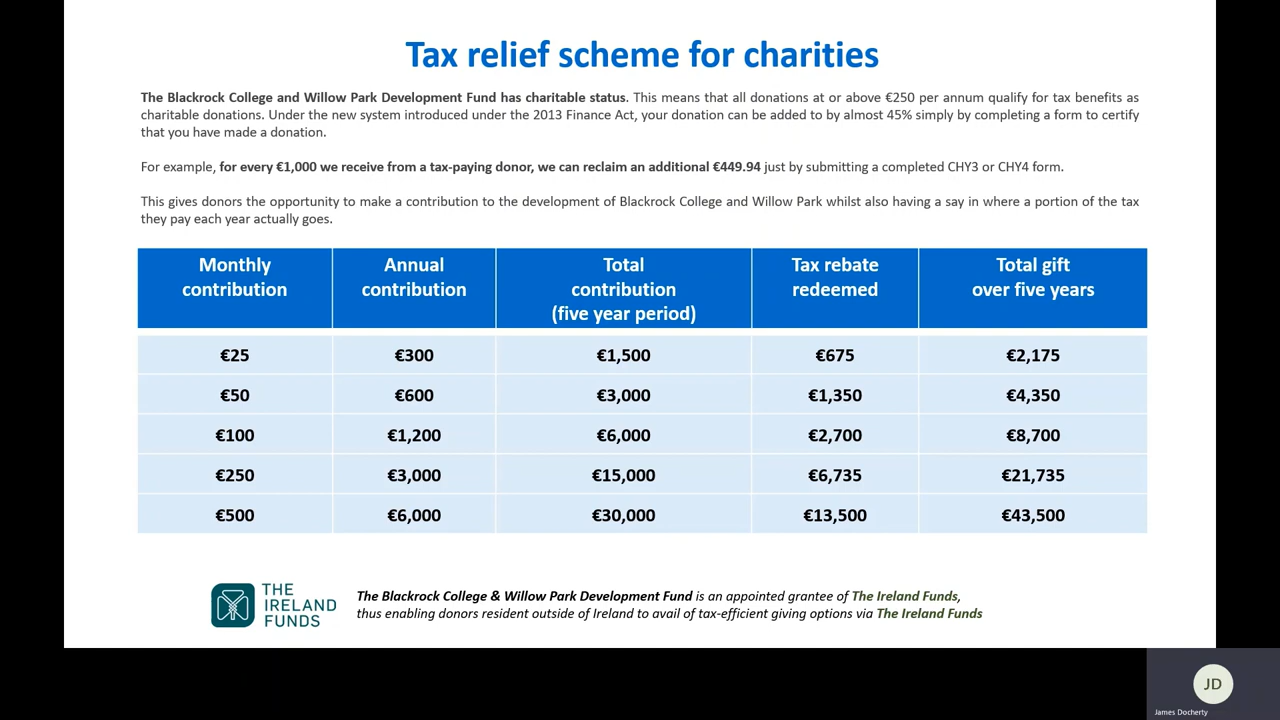 Tax relief scheme for charities
The Blackrock College and Willow Park Development Fund has charitable status. This means that all donations at or above €250 per annum qualify for tax benefits as
charitable donations. Under the new system introduced under the 2013 Finance Act, your donation can be added to by almost 45% simply by completing a form to certify
that you have made a donation.
For example, for every €1,000 we receive from a tax-paying donor, we can reclaim an additional €449.94 just by submitting a completed CHY3 or CHY4 form.
This gives donors the opportunity to make a contribution to the development of Blackrock College and Willow Park whilst also having a say in where a portion of the tax
they pay each year actually goes.
Monthly contribution Annual contribution Total contribution (five year period) Tax rebate redeemed Total gift over five years
€25 €300 €1,500 €675 €2,175
€50 €600 €3,000 €1,350 €4,350
€100 €1,200 €6,000 €2,700 €8,700
€250 €3,000 €15,000 €6,735 €21,735
€500 €6,000 €30,000 €13,500 €43,500
THE
IRELAND
FUNDS
The Blackrock College & Willow Park Development Fund is an appointed grantee of The Ireland Funds,
thus enabling donors resident outside of Ireland to avail of tax-efficient giving options via The Ireland Funds
JD
James Docherty